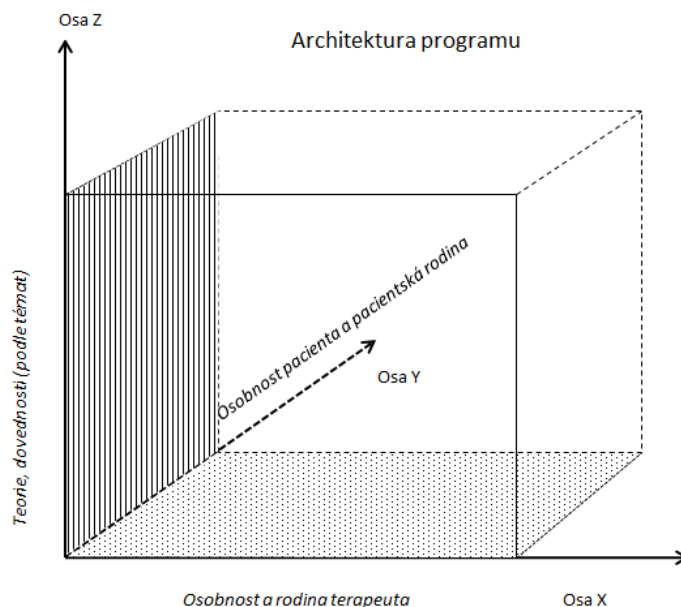 Osa Z
Architektura programu
Teorie, dovednosti (podle témat)
Osobnost pacienta a pacientská rodina
Osa Y
Osobnost a rodina terapeuta
Osa X